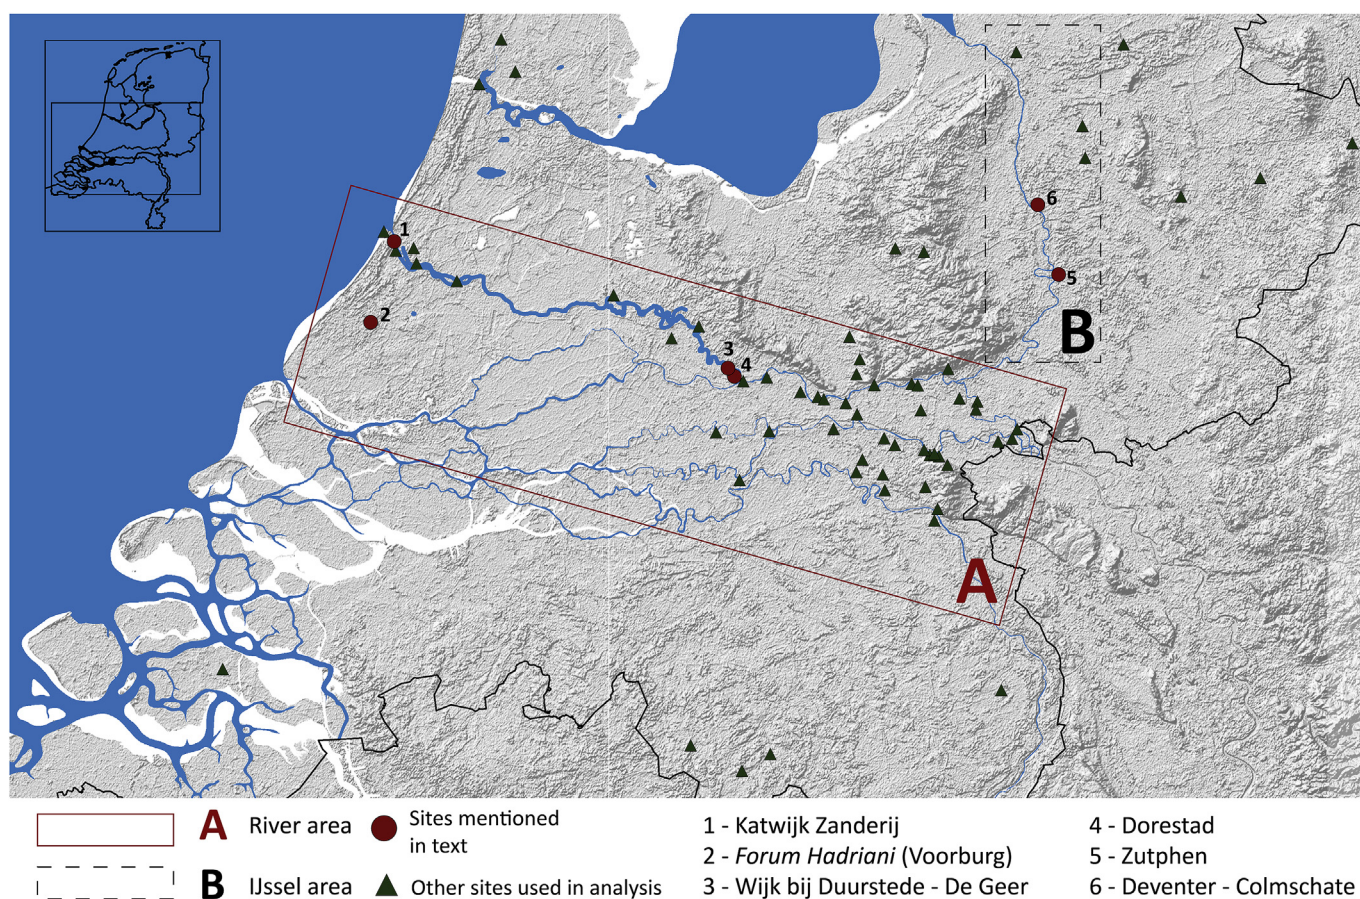 1
2
3
4
5
6
B
A
A River area
Sites mentioned
in text
B IJssel area
Other sites used in analysis
1 - Katwijk Zanderij
2 - Forum Hadriani (Voorburg)
3 - Wijk bij Duurstede - De Geer
4 - Dorestad
5 - Zutphen
6 - Deventer - Colmschate